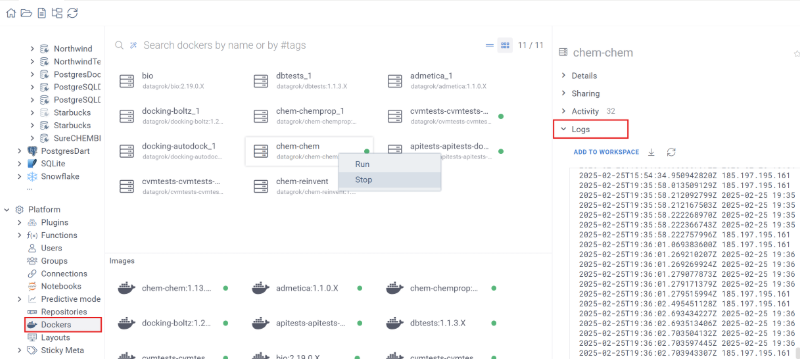 Northwind
NorthwindTe
PostgresDoc
PostgreSQLD
PostgreSQLD
Starbucks
Starbucks
SureCHEMBl
PostgresDart
SQLite
Snowflake
...
Platform
Plugins
f(x) Functions
Users
Groups
Connections
Notebooks
Predictive mode
Repositories
Dockers
Layouts
Sticky Meta
Search dockers by name or by #tags
11 / 11
bio
datagrok/bio:2.19.0.X
dbtests_1
datagrok/dbtests:1.1.3.X
admetica_1
datagrok/admetica:1.1.0.X
docking-boltz_1
datagrok/docking-boltz:1.2...
chem-chemprop_1
datagrok/chem-chemprop:...
cvmtests-cvmtests-...
datagrok/cvmtests-cvmtest...
docking-autodock_1
datagrok/docking-autodoc...
chem-chem
datagrok/chem-chem
apitests-apitests-do...
cvmtests-cvmtests-...
datagrok/cvmtests-cvmtest...
chem-reinvent
datagrok/chem-reinvent:1...
Run
Stop
Images
chem-chem:1.13....
admetica:1.1.0.X
chem-chemprop:...
docking-boltz:1.2...
apitests-apitests-...
dbtests:1.1.3.X
cvmtests-cvmtests
bio:2.19.0.X
cvmtests-cvmtests
chem-chem
Details
Sharing
Activity 32
Logs
ADD TO WORKSPACE
2025-02-25T15:54:34.950942820Z 185.197.195.161
2025-02-25T19:35:58.013509129Z 185.197.195.161
2025-02-25T19:35:58.212092799Z 2025-02-25 19:35
2025-02-25T19:35:58.212167503Z 2025-02-25 19:35
2025-02-25T19:35:58.222268970Z 2025-02-25 19:35
2025-02-25T19:35:58.222366743Z 2025-02-25 19:35
2025-02-25T19:35:58.222757996Z 185.197.195.161
2025-02-25T19:36:01.069383600Z 185.197.195.161
2025-02-25T19:36:01.269210207Z 2025-02-25 19:36
2025-02-25T19:36:01.269269924Z 2025-02-25 19:36
2025-02-25T19:36:01.279077873Z 2025-02-25 19:36
2025-02-25T19:36:01.279171379Z 2025-02-25 19:36
2025-02-25T19:36:01.279515994Z 185.197.195.161
2025-02-25T19:36:02.495451128Z 185.197.195.161
2025-02-25T19:36:02.693434227Z 2025-02-25 19:36
2025-02-25T19:36:02.693513406Z 2025-02-25 19:36
2025-02-25T19:36:02.703504132Z 2025-02-25 19:36
2025-02-25T19:36:02.703597445Z 2025-02-25 19:36
2025-02-25T19:36:02.703943307Z 185.197.195.161